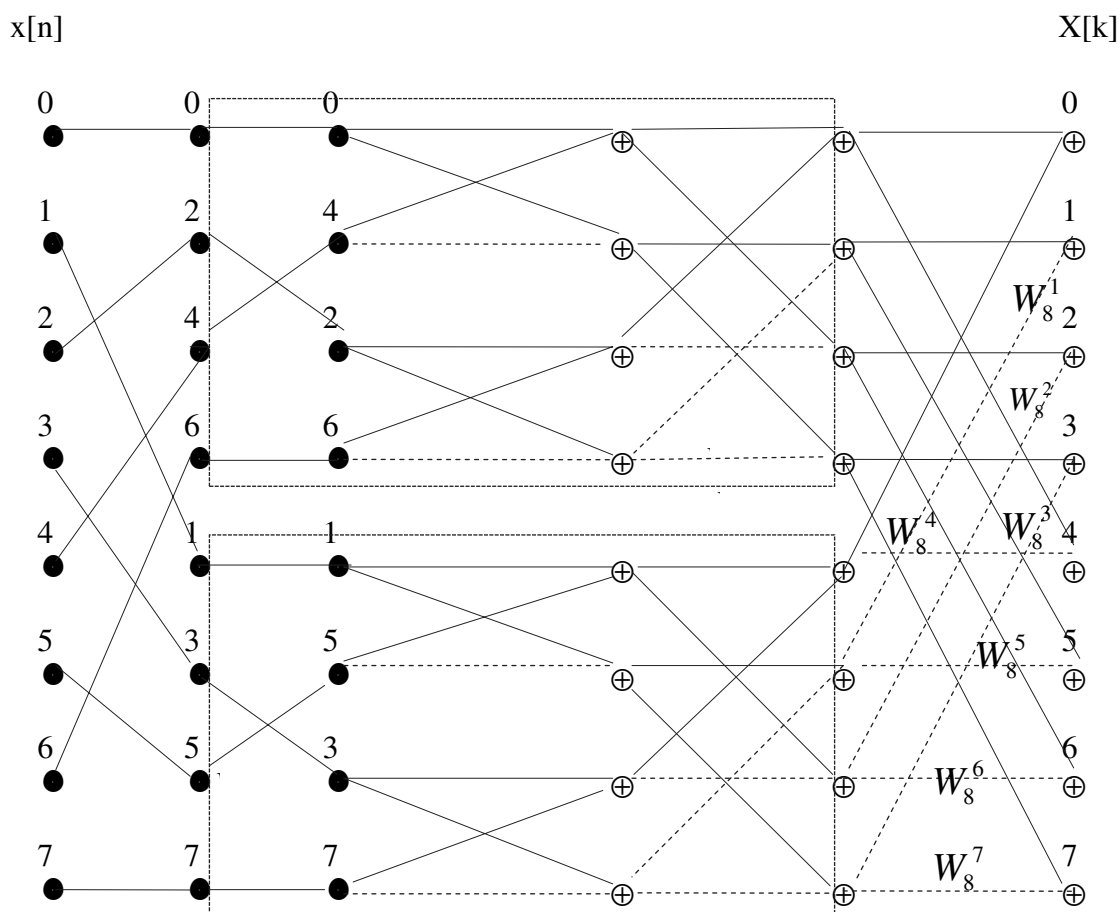 x[n] X[k]
0 0 0 0
1 2 4 1
W_8^1
2 4 2 2
W_8^2
3 6 6 3
W_8^4 W_8^3
4 1 1 4
5 3 5 W_8^5 5
6 5 3 W_8^6 6
7 7 7 W_8^7 7